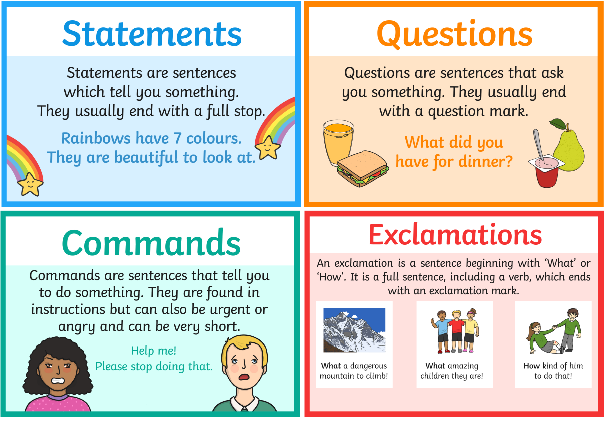 Statements
Statements are sentences
which tell you something.
They usually end with a full stop.
Rainbows have 7 colours.
They are beautiful to look at.
Questions
Questions are sentences that ask
you something. They usually end
with a question mark.
What did you
have for dinner?
Commands
Commands are sentences that tell you
to do something. They are found in
instructions but can also be urgent or
angry and can be very short.
Help me!
Please stop doing that.
Exclamations
An exclamation is a sentence beginning with ‘What’ or
‘How’. It is a full sentence, including a verb, which ends
with an exclamation mark.
What a dangerous
mountain to climb!
What amazing
children they are!
How kind of him
to do that!